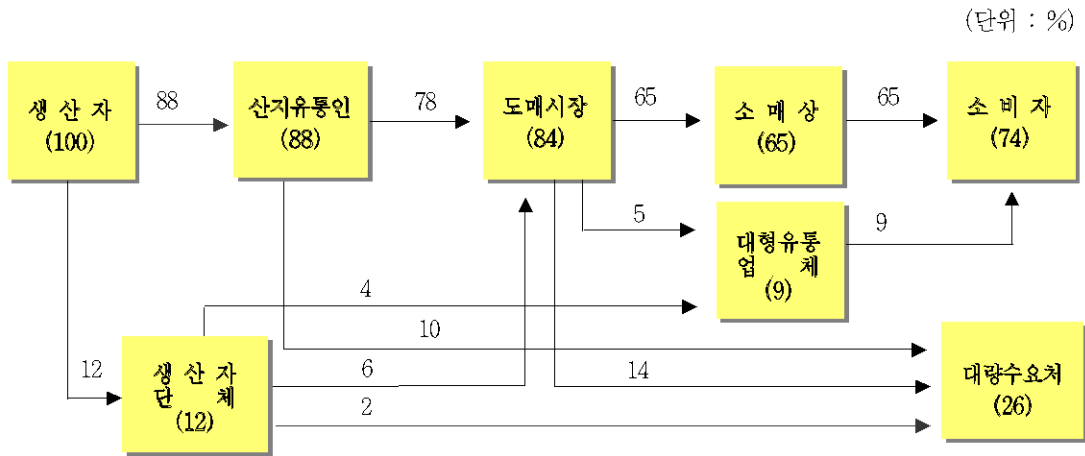 (단위 : %)
생 산 자
(100)
88
산지유통인
(88)
78
도매시장
(84)
65
소 매 상
(65)
65
소 비 자
(74)
5
대형유통
업 체
(9)
9
4
10
12
생 산 자
단 체
(12)
6
14
2
대량수요처
(26)